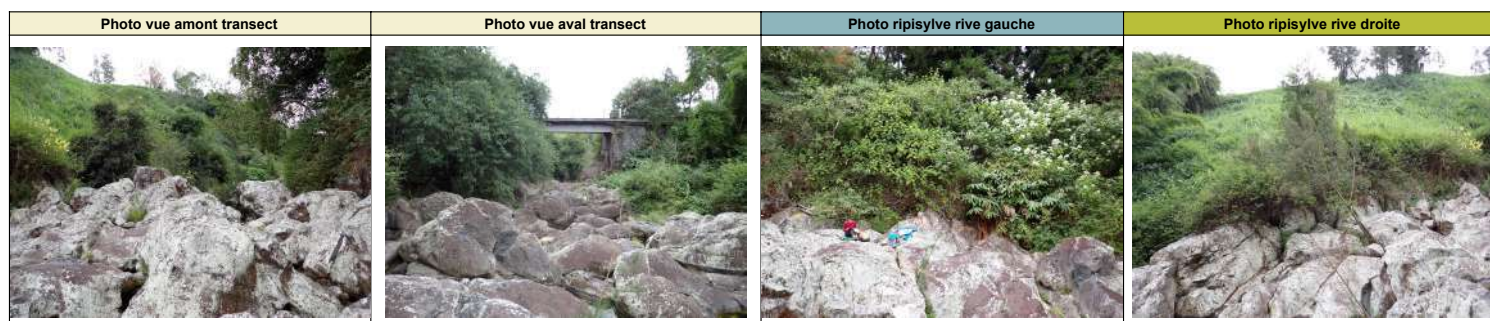 Photo vue amont transect
Photo vue aval transect
Photo ripisylve rive gauche
Photo ripisylve rive droite